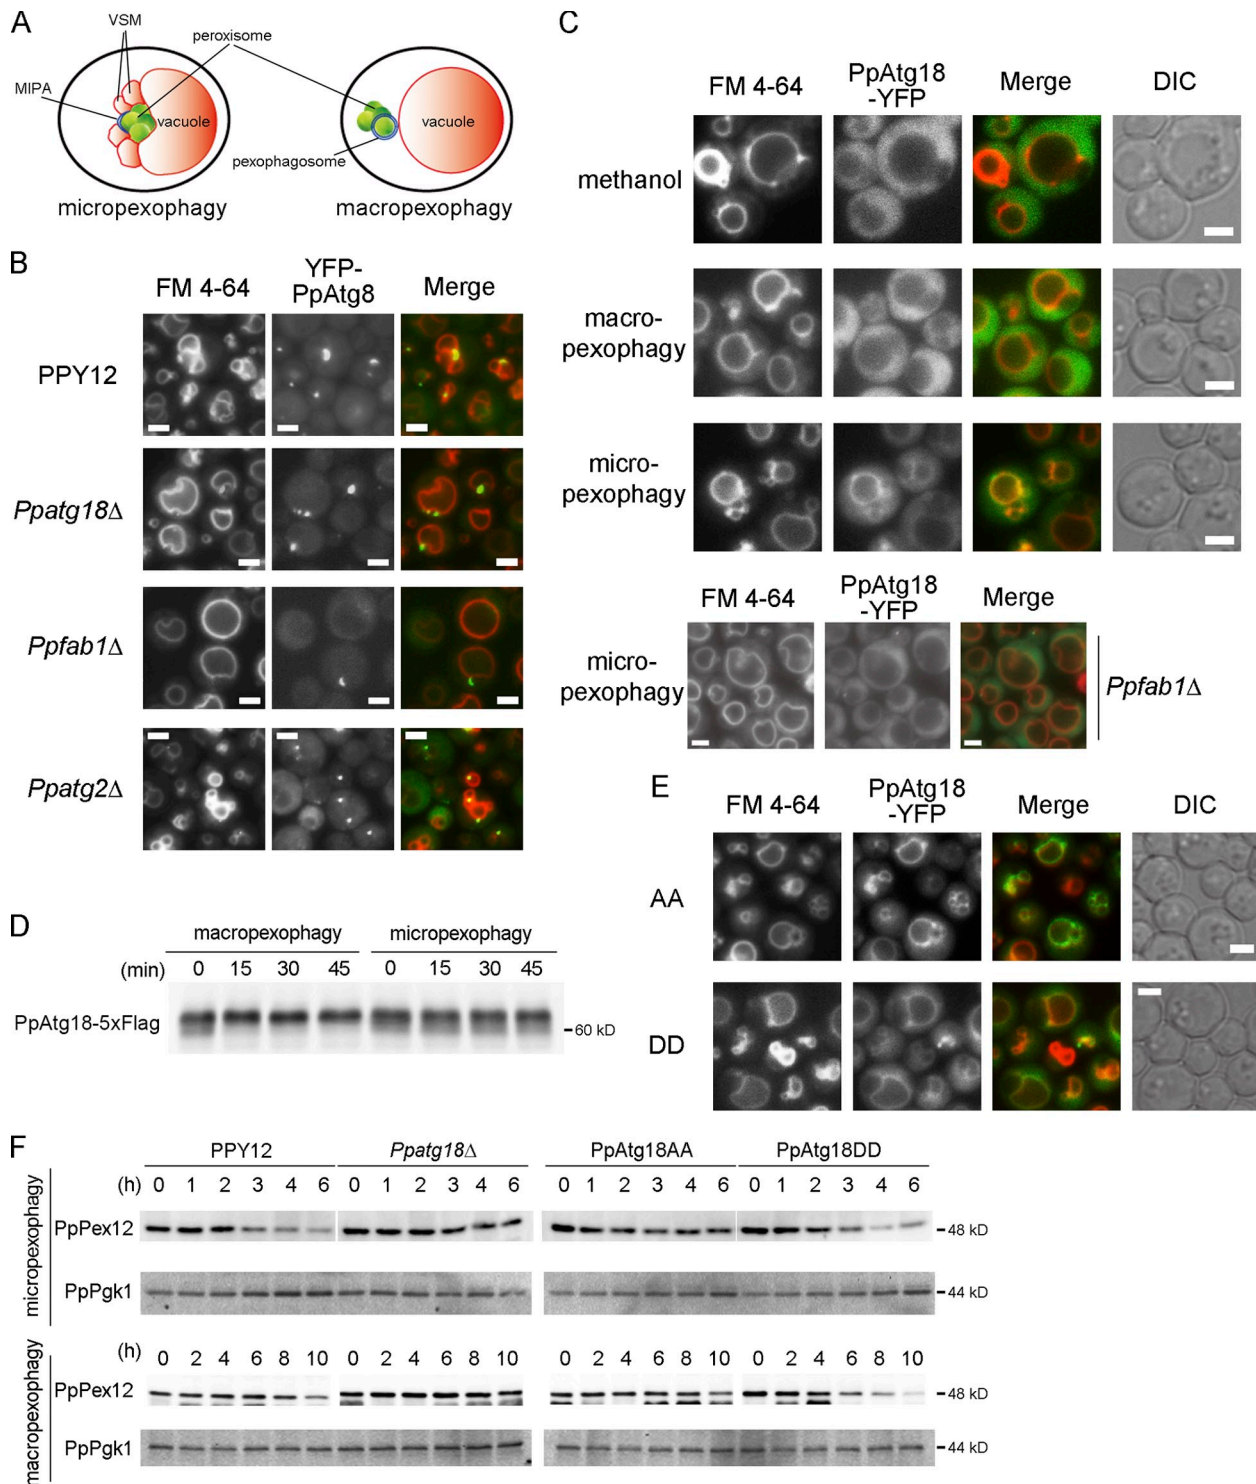 A
VSM
peroxisome
MIPA
vacuole
vacuole
pexophagosome
micropexophagy
macropexophagy
B
FM 4-64
YFP-
PpAtg8
Merge
PPY12
Ppatg18Δ
Ppfab1Δ
Ppatg2Δ
C
FM 4-64
PpAtg18
-YFP
Merge
DIC
methanol
macro-
pexophagy
micro-
pexophagy
FM 4-64
PpAtg18
-YFP
Merge
micro-
pexophagy
Ppfab1Δ
D
macropexophagy micropexophagy
(min) 0 15 30 45 0 15 30 45
PpAtg18-5xFlag
60 kD
E
FM 4-64
PpAtg18
-YFP
Merge
DIC
AA
DD
F
PPY12 Ppatg18Δ PpAtg18AA PpAtg18DD
micropexophagy
(h) 0 1 2 3 4 6 0 1 2 3 4 6 0 1 2 3 4 6 0 1 2 3 4 6
PpPex12 48 kD
PpPgk1 44 kD
macropexophagy
(h) 0 2 4 6 8 10 0 2 4 6 8 10 0 2 4 6 8 10 0 2 4 6 8 10
PpPex12 48 kD
PpPgk1 44 kD